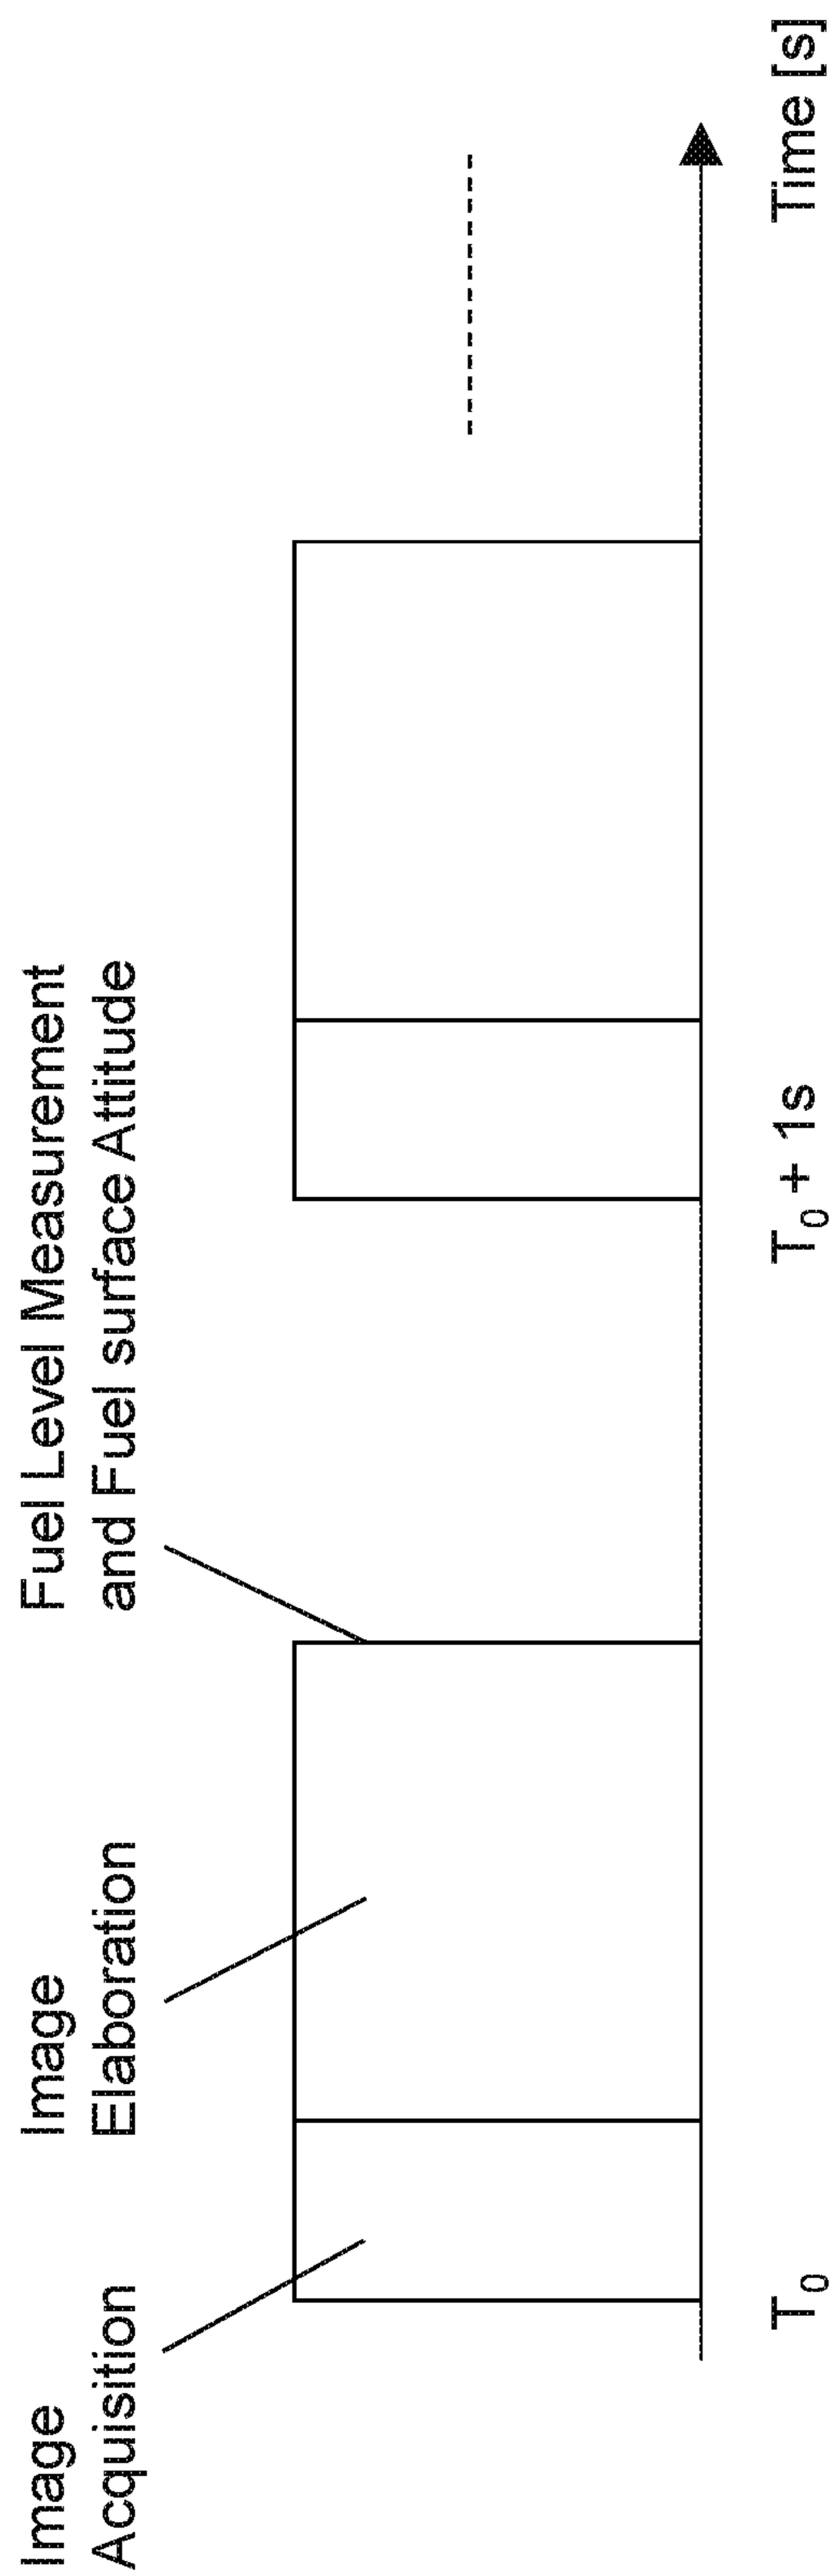 Image
Acquisition
Image
Elaboration
Fuel Level Measurement
and Fuel surface Attitude
T₀
T₀ + 1s
Time [s]